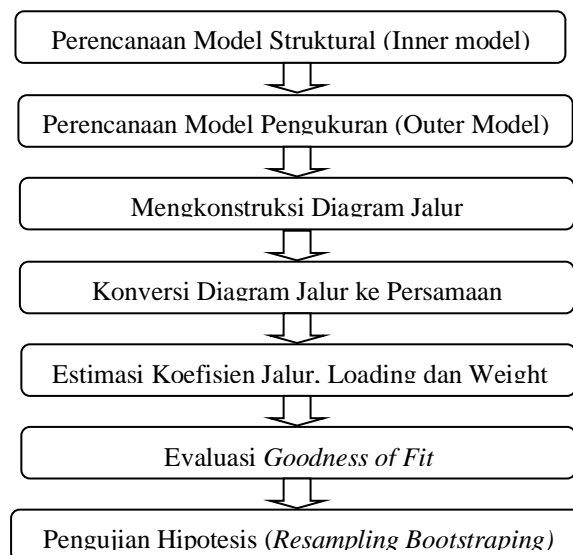 Perencanaan Model Struktural (Inner model)
Perencanaan Model Pengukuran (Outer Model)
Mengkonstruksi Diagram Jalur
Konversi Diagram Jalur ke Persamaan
Estimasi Koefisien Jalur, Loading dan Weight
Evaluasi Goodness of Fit
Pengujian Hipotesis (Resampling Bootstraping)